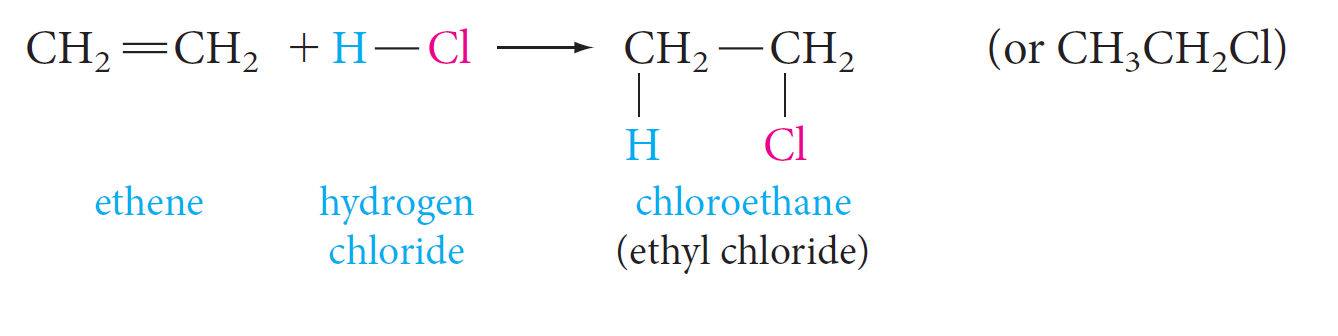 CH₂=CH₂ + H—Cl ⟶ CH₂—CH₂ (or CH₃CH₂Cl)
H Cl
ethene hydrogen chloroethane
chloride (ethyl chloride)